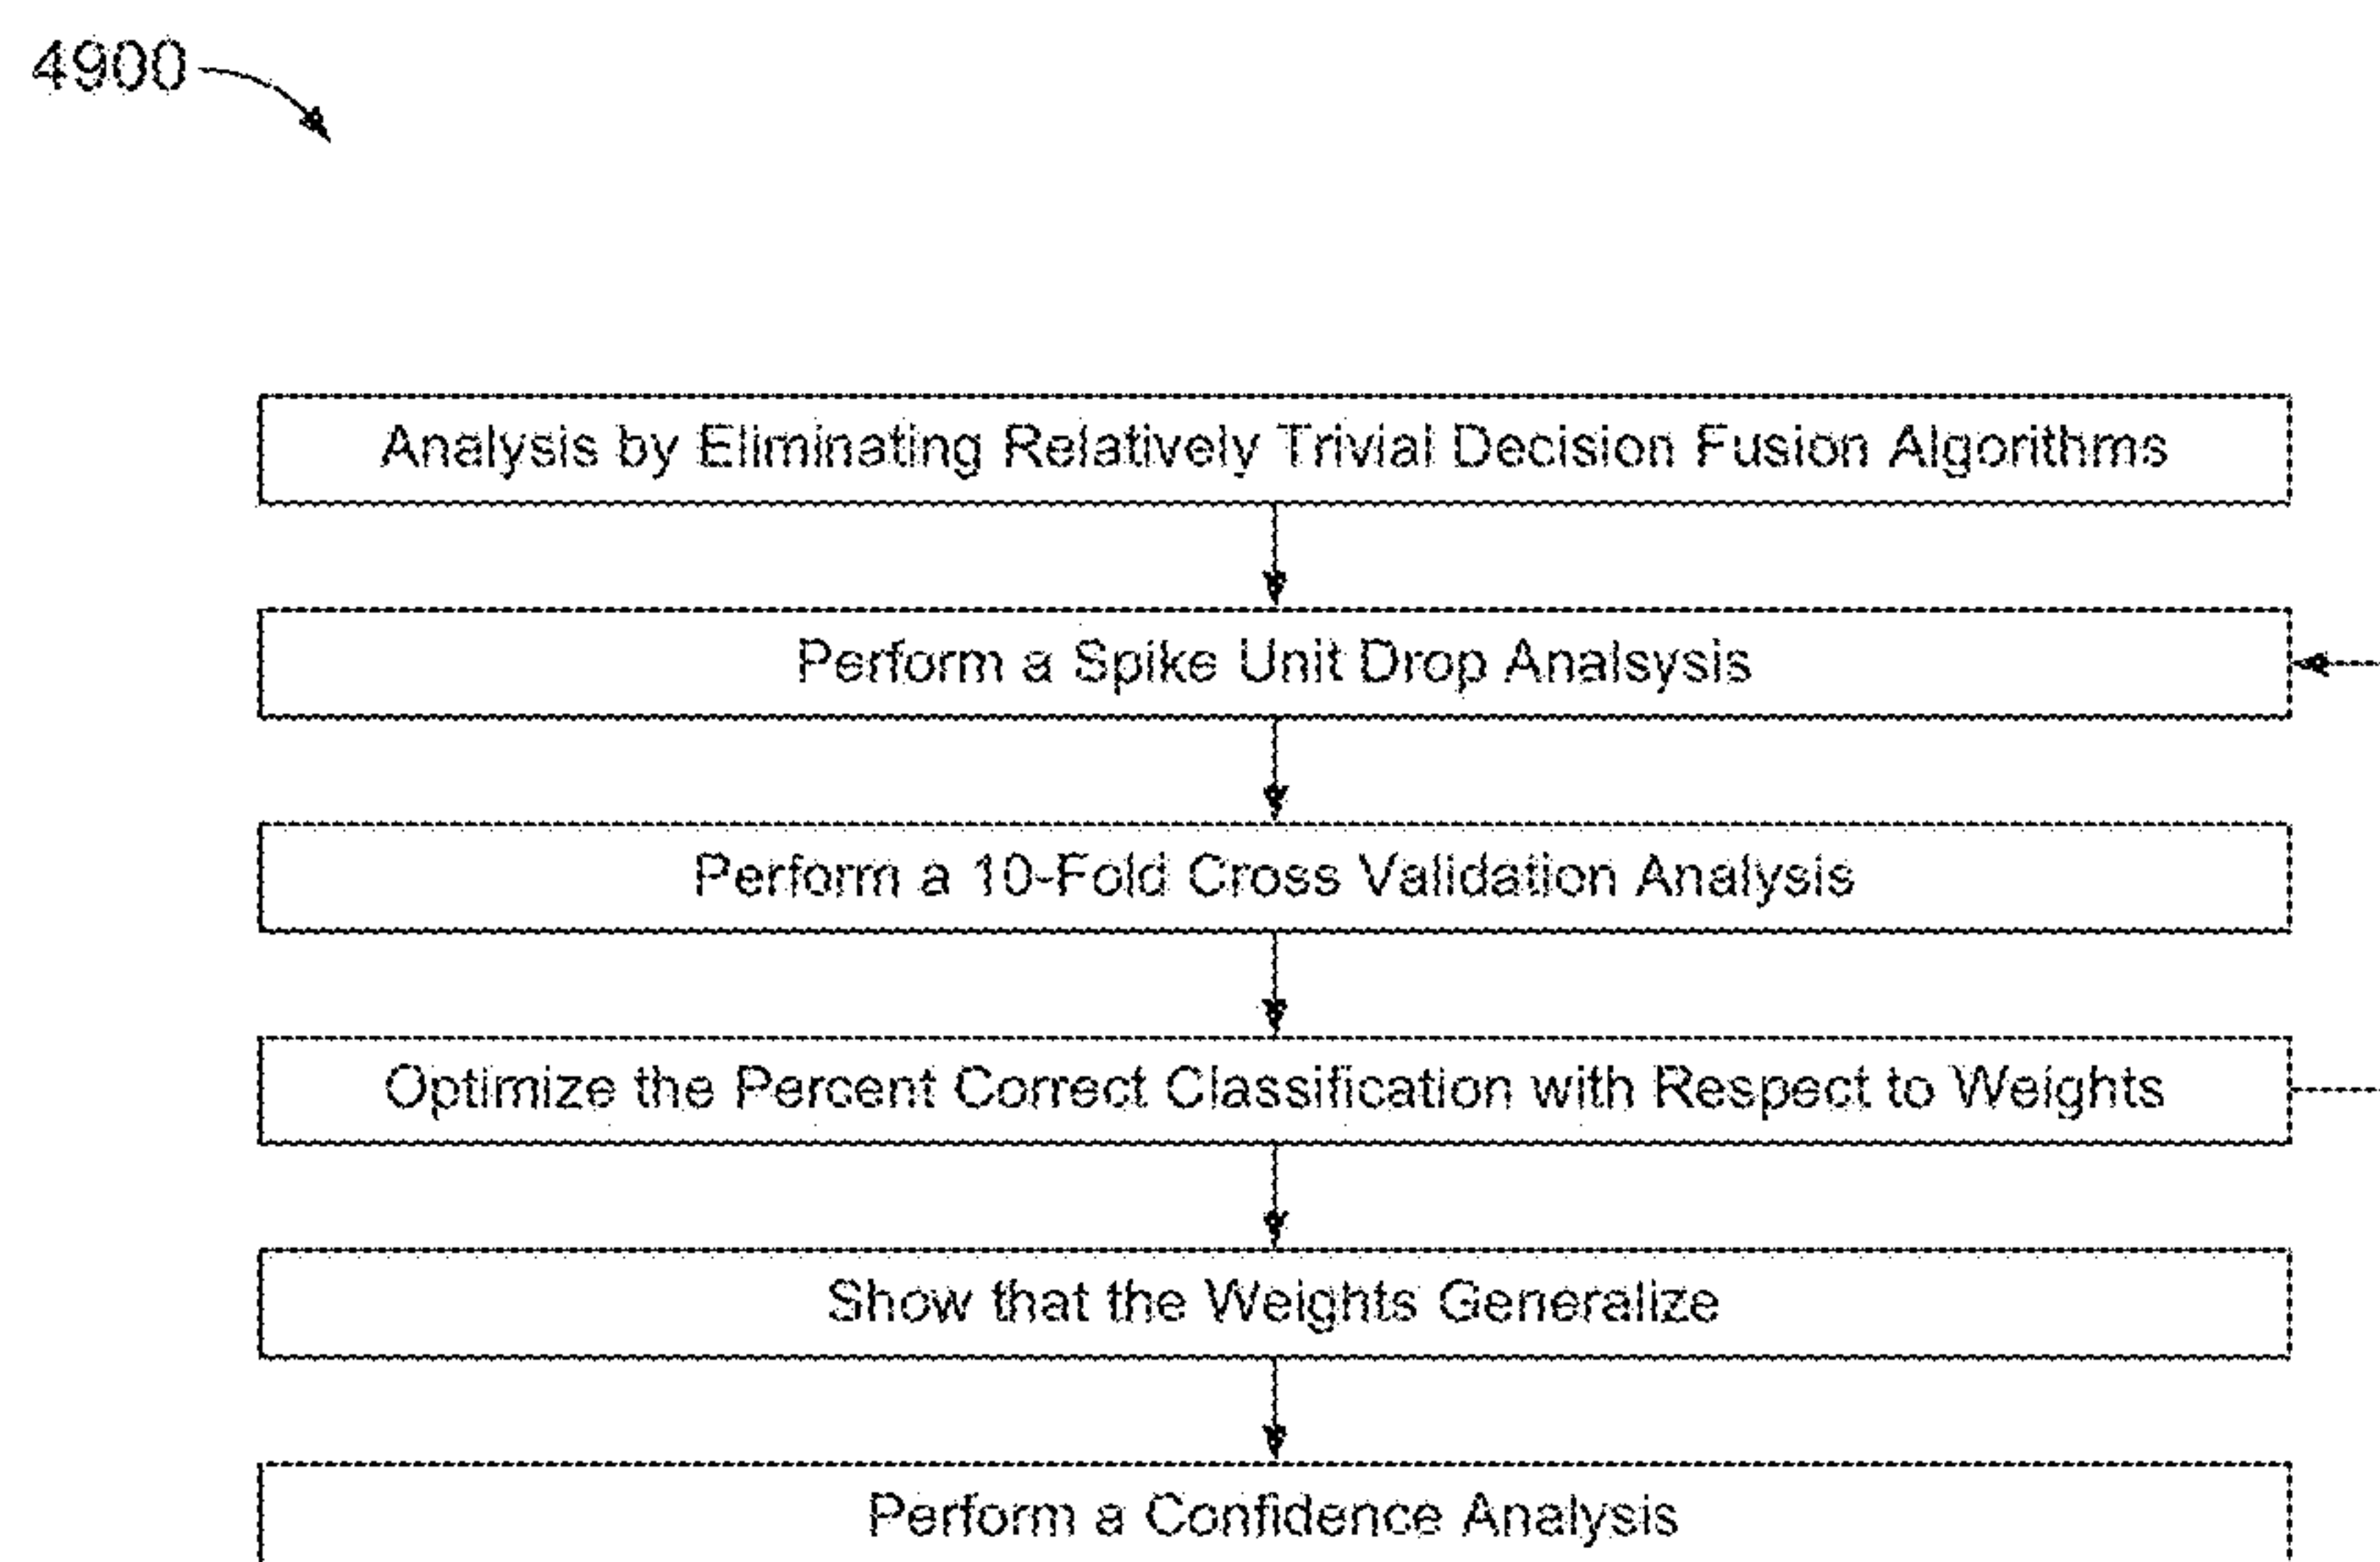 4900
Analysis by Eliminating Relatively Trivial Decision Fusion Algorithms
Perform a Spike Unit Drop Analsysis
Perform a 10-Fold Cross Validation Analysis
Optimize the Percent Correct Classification with Respect to Weights
Show that the Weights Generalize
Perform a Confidence Analysis